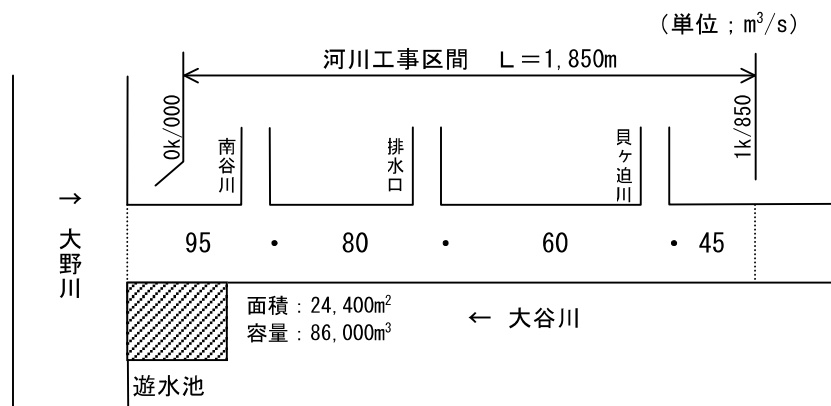 （単位；m³/s）
河川工事区間　Ｌ＝1,850m
0k/000
1k/850
南谷川
排水口
貝ヶ迫川
→
大野川
95 ・ 80 ・ 60 ・ 45
面積：24,400m²
容量：86,000m³
← 大谷川
遊水池